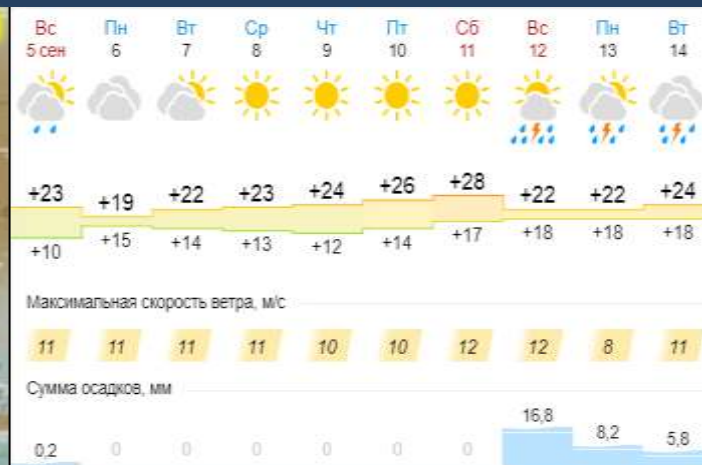 Вс Пн Вт Ср Чт Пт Сб Вс Пн Вт
5 сен 6 7 8 9 10 11 12 13 14
+23 +19 +22 +23 +24 +26 +28 +22 +22 +24
+10 +15 +14 +13 +12 +14 +17 +18 +18 +18
Максимальная скорость ветра, м/с
11 11 11 11 10 10 12 12 8 11
Сумма осадков, мм
0,2 0 0 0 0 0 0 16,8 8,2 5,8